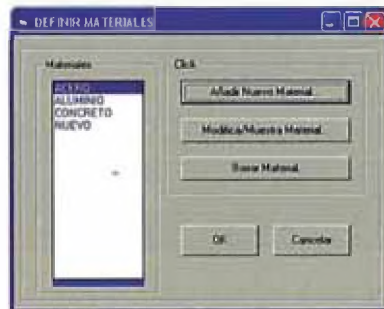 DEFINIR MATERIALES
Materiales
ACERO
ALUMINIO
CONCRETO
NUEVO
Click
Añadir Nuevo Material
Modifica/Muestra Material
Borrar Material
OK
Cancelar